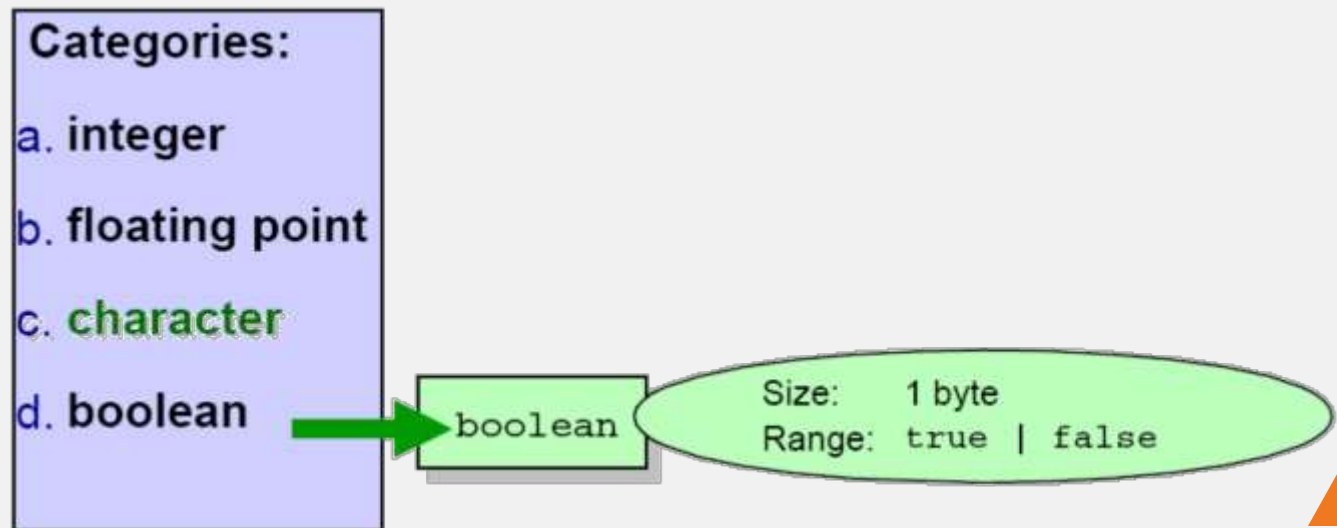 Categories:
a. integer
b. floating point
c. character
d. boolean
boolean
Size: 1 byte
Range: true | false